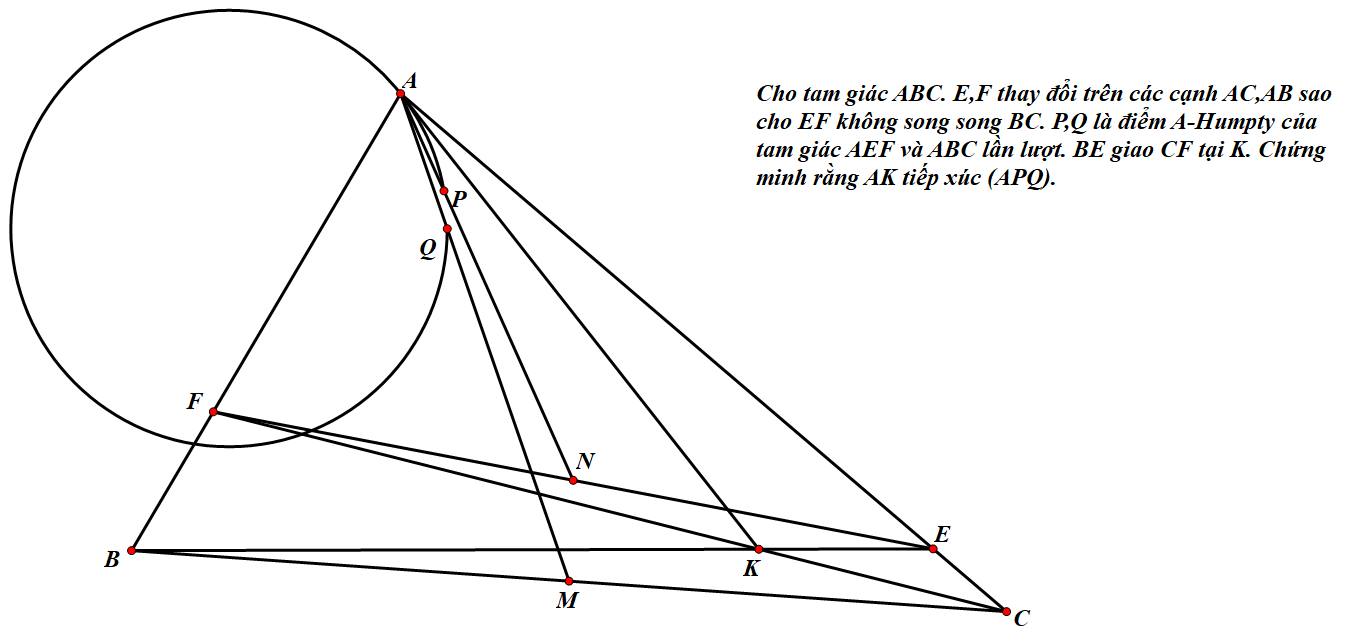 A
Cho tam giác ABC. E,F thay đổi trên các cạnh AC,AB sao
cho EF không song song BC. P,Q là điểm A-Humpty của
tam giác AEF và ABC lần lượt. BE giao CF tại K. Chứng
minh rằng AK tiếp xúc (APQ).
P
Q
F
N
E
B
K
M
C